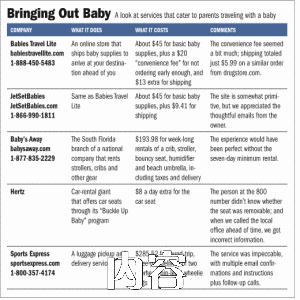 Bringing Out Baby A look at services that cater to parents traveling with a baby
COMPANY WHAT IT DOES WHAT IT COSTS COMMENTS
Babies Travel Lite
babiestravellite.com
1-888-450-5483
An online store that
ships baby supplies to
arrive at your destina-
tion ahead of you
About $45 for basic baby
supplies, plus a $20
"convenience fee" for not
ordering early enough, and
$13 extra for shipping
The convenience fee seemed
a bit much; shipping totaled
just $5.99 on a similar order
from drugstore.com.
JetSetBabies
JetSetBabies.com
1-866-990-1811
Same as Babies Travel
Lite
About $45 for basic baby
supplies, plus $9.41 for
shipping
The site is somewhat primi-
tive, but we appreciated the
thoughtful emails from the
owner.
Baby's Away
babysaway.com
1-877-835-2229
The South Florida
branch of a national
company that rents
strollers, cribs and
other gear
$193.98 for week-long
rentals of a crib, stroller,
bouncy seat, humidifier
and beach umbrella, in-
cluding taxes and delivery
The experience would have
been perfect without the
seven-day minimum rental.
Hertz
Car-rental giant
that offers car seats
through its "Buckle Up
Baby" program
$8 a day extra for the
car seat
The person at the 800
number didn't know whether
the seat was removable; and
when we called the local
office ahead of time, we got
incorrect information.
Sports Express
sportsexpress.com
1-800-357-4174
A luggage pickup and
delivery service
The service was impeccable,
with multiple email confir-
mations and instructions
plus follow-up calls.
内容